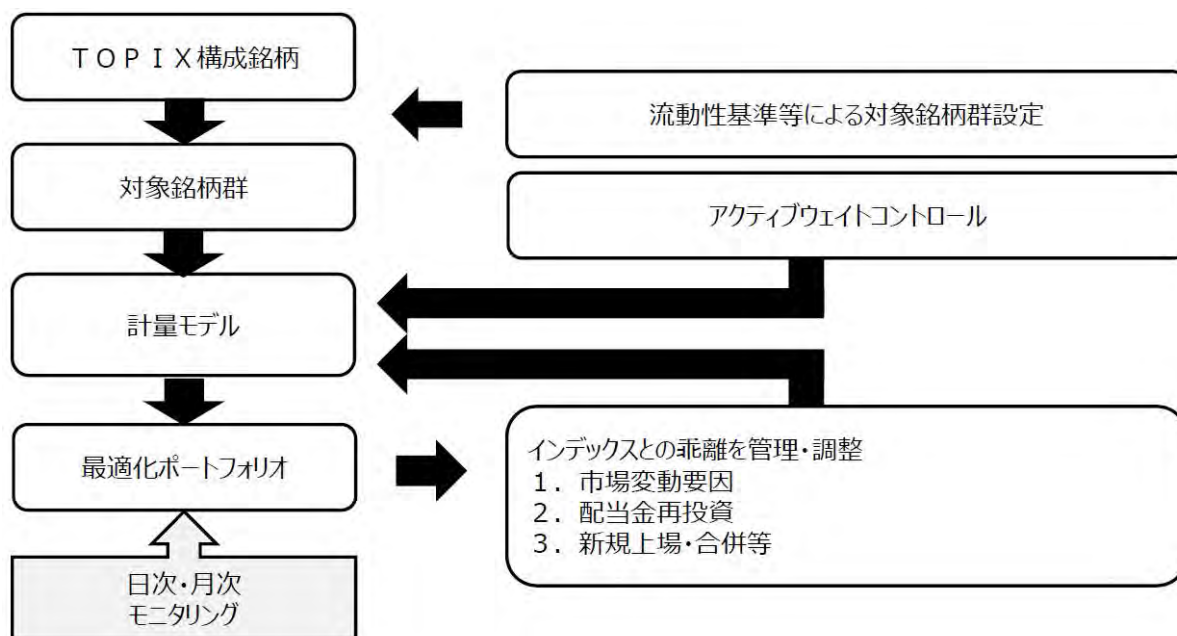 ＴＯＰＩＸ構成銘柄
流動性基準等による対象銘柄群設定
対象銘柄群
アクティブウェイトコントロール
計量モデル
最適化ポートフォリオ
インデックスとの乖離を管理・調整
１．市場変動要因
２．配当金再投資
３．新規上場・合併等
日次・月次
モニタリング